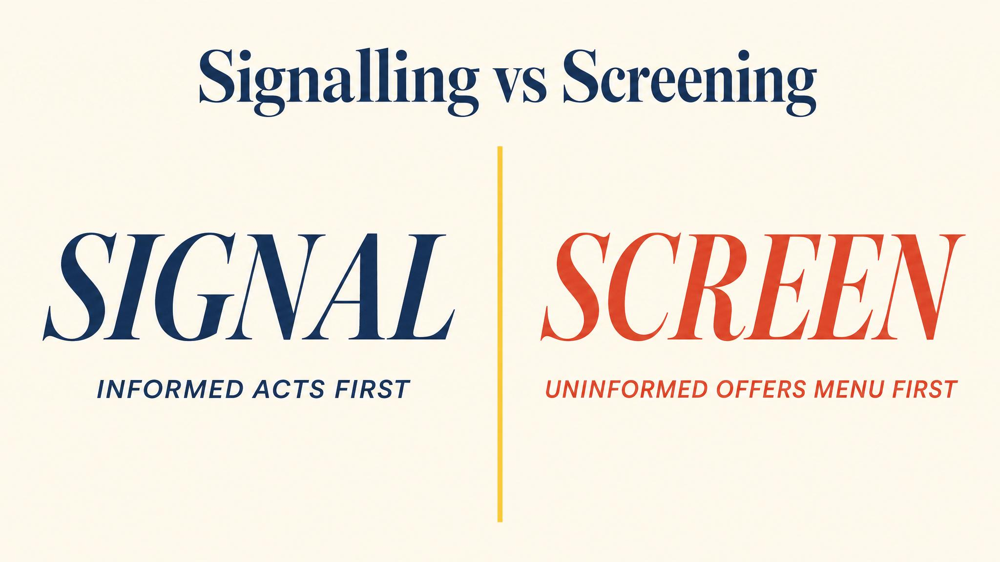 Signalling vs Screening
SIGNAL
INFORMED ACTS FIRST
SCREEN
UNINFORMED OFFERS MENU FIRST